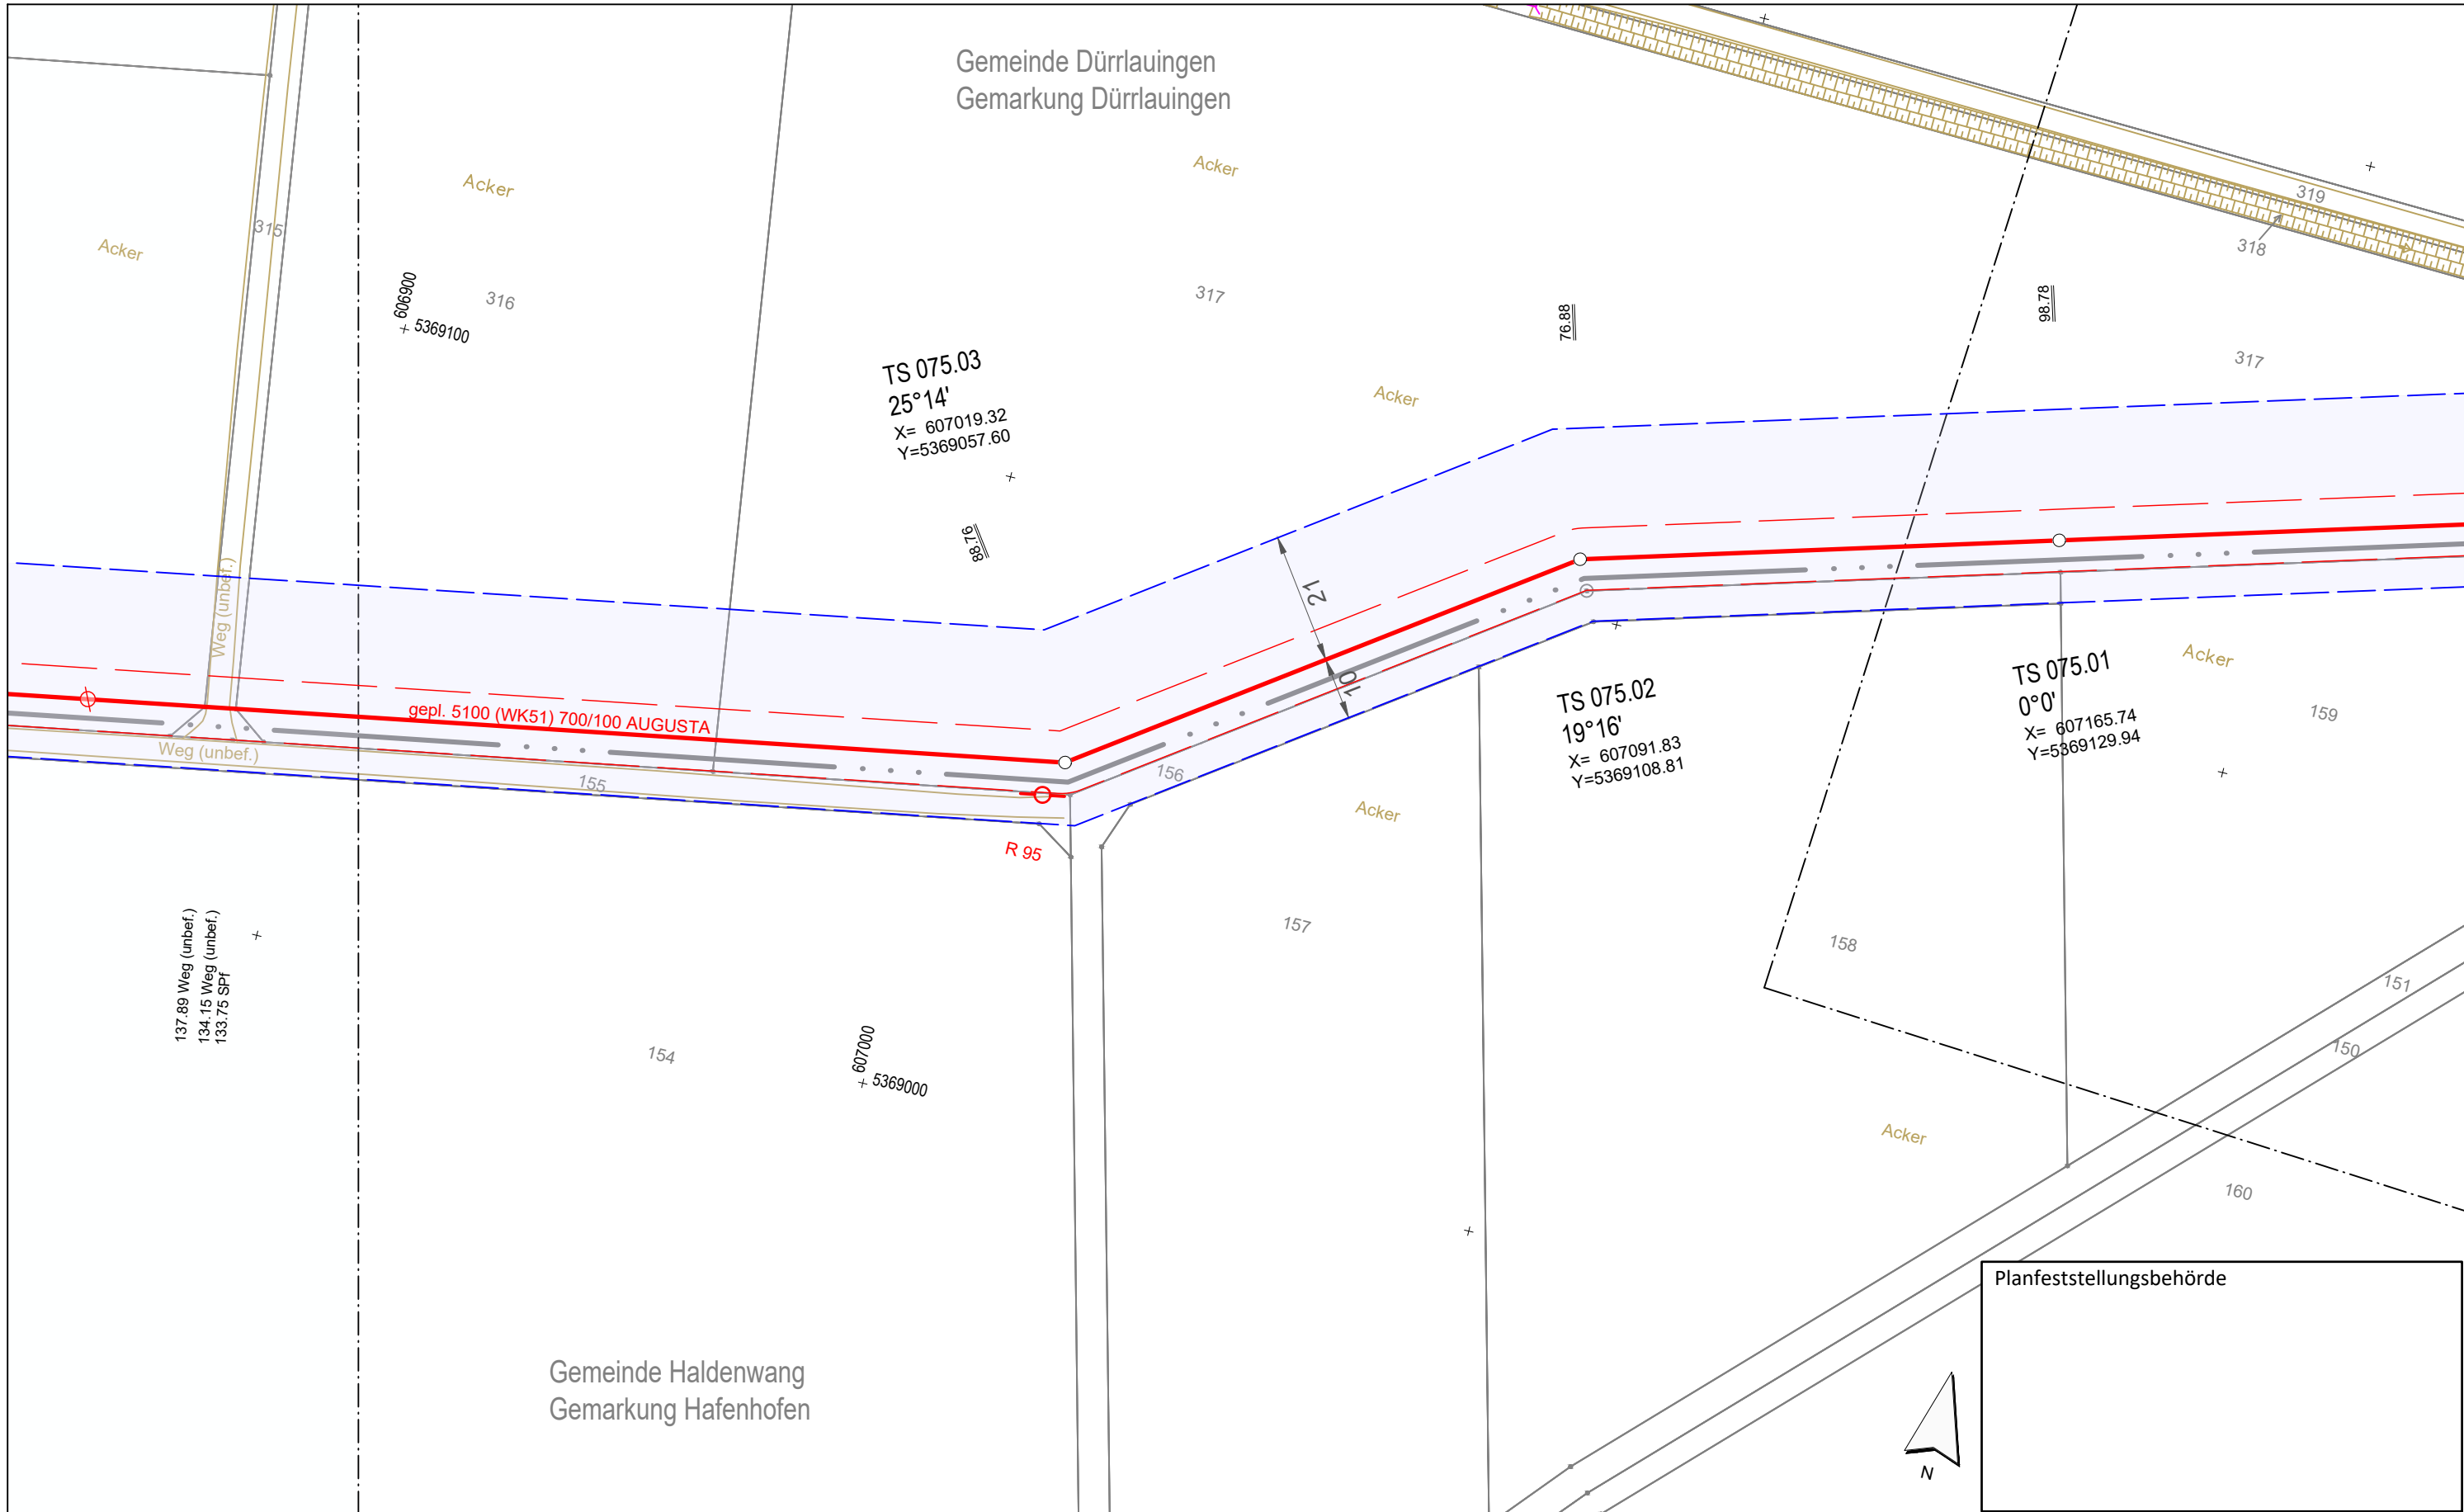 Gemeinde Dürrlauingen
Gemarkung Dürrlauingen
Acker
Acker
Acker
315
316
317
319
318
317
606900
5369100
76.88
98.78
TS 075.03
25°14'
X= 607019.32
Y=5369057.60
88.76
Acker
Weg (unbef.)
21
10
gepl. 5100 (WK51) 700/100 AUGUSTA
Weg (unbef.)
155
156
R 95
TS 075.02
19°16'
X= 607091.83
Y=5369108.81
TS 075.01
0°0'
X= 607165.74
Y=5369129.94
Acker
159
Acker
157
158
151
150
137.89 Weg (unbef.)
134.15 Weg (unbef.)
133.75 SPf
154
607000
5369000
Acker
160
Planfeststellungsbehörde
Gemeinde Haldenwang
Gemarkung Hafenhofen
N